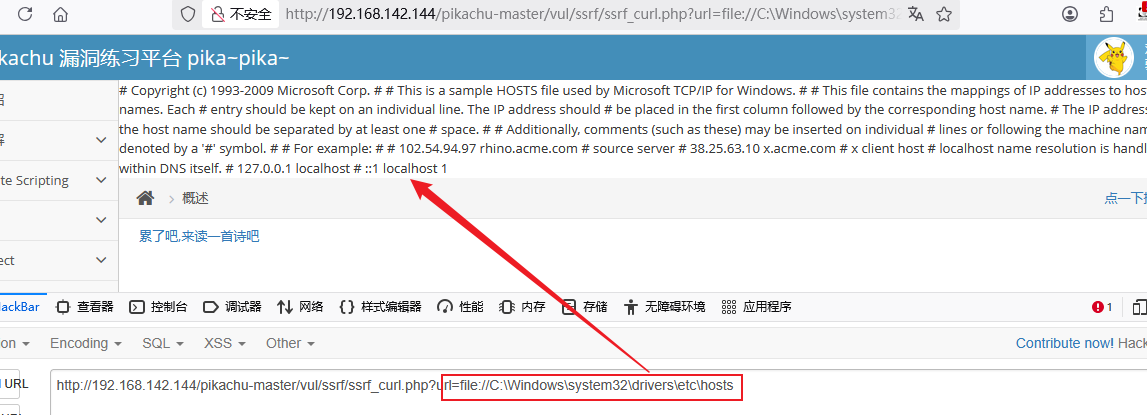 不安全 http://192.168.142.144/pikachu-master/vul/ssrf/ssrf_curl.php?url=file://C:\Windows\system32
kachu 漏洞练习平台 pika~pika~
# Copyright (c) 1993-2009 Microsoft Corp. # # This is a sample HOSTS file used by Microsoft TCP/IP for Windows. # # This file contains the mappings of IP addresses to hos
names. Each # entry should be kept on an individual line. The IP address should # be placed in the first column followed by the corresponding host name. # The IP address
the host name should be separated by at least one # space. # # Additionally, comments (such as these) may be inserted on individual # lines or following the machine nam
denoted by a '#' symbol. # # For example: # # 102.54.94.97 rhino.acme.com # source server # 38.25.63.10 x.acme.com # x client host # localhost name resolution is handl
within DNS itself. # 127.0.0.1 localhost # ::1 localhost 1
te Scripting
ect
概述
点一下
累了吧,来读一首诗吧
HackBar 查看器 控制台 调试器 网络 样式编辑器 性能 内存 存储 无障碍环境 应用程序 1
on Encoding SQL XSS Other Contribute now! Hack
URL
http://192.168.142.144/pikachu-master/vul/ssrf/ssrf_curl.php?url=file://C:\Windows\system32\drivers\etc\hosts